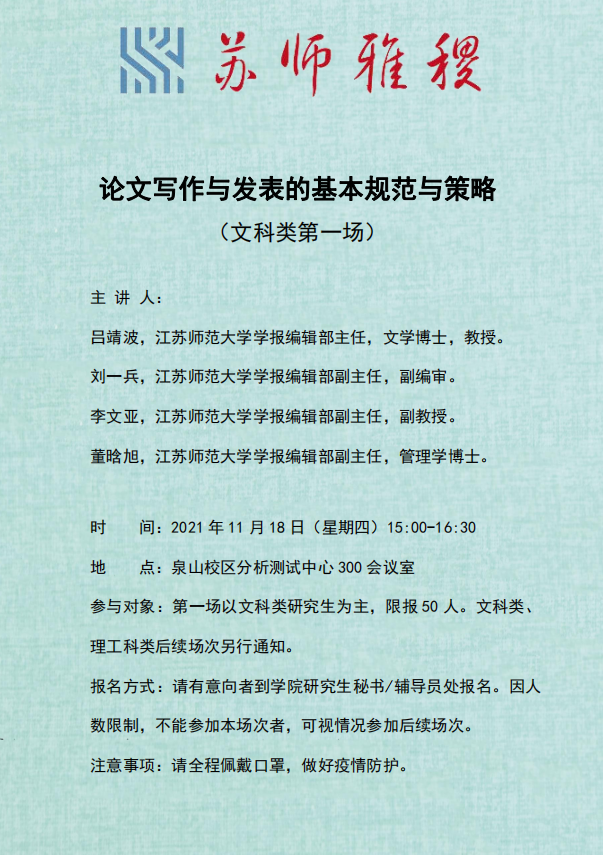 苏师雅稷
论文写作与发表的基本规范与策略
（文科类第一场）
主 讲 人：
吕靖波，江苏师范大学学报编辑部主任，文学博士，教授。
刘一兵，江苏师范大学学报编辑部副主任，副编审。
李文亚，江苏师范大学学报编辑部副主任，副教授。
董晗旭，江苏师范大学学报编辑部副主任，管理学博士。
时　　间：2021 年 11 月 18 日（星期四）15:00-16:30
地　　点：泉山校区分析测试中心 300 会议室
参与对象：第一场以文科类研究生为主，限报 50 人。文科类、
理工科类后续场次另行通知。
报名方式：请有意向者到学院研究生秘书/辅导员处报名。因人
数限制，不能参加本场次者，可视情况参加后续场次。
注意事项：请全程佩戴口罩，做好疫情防护。